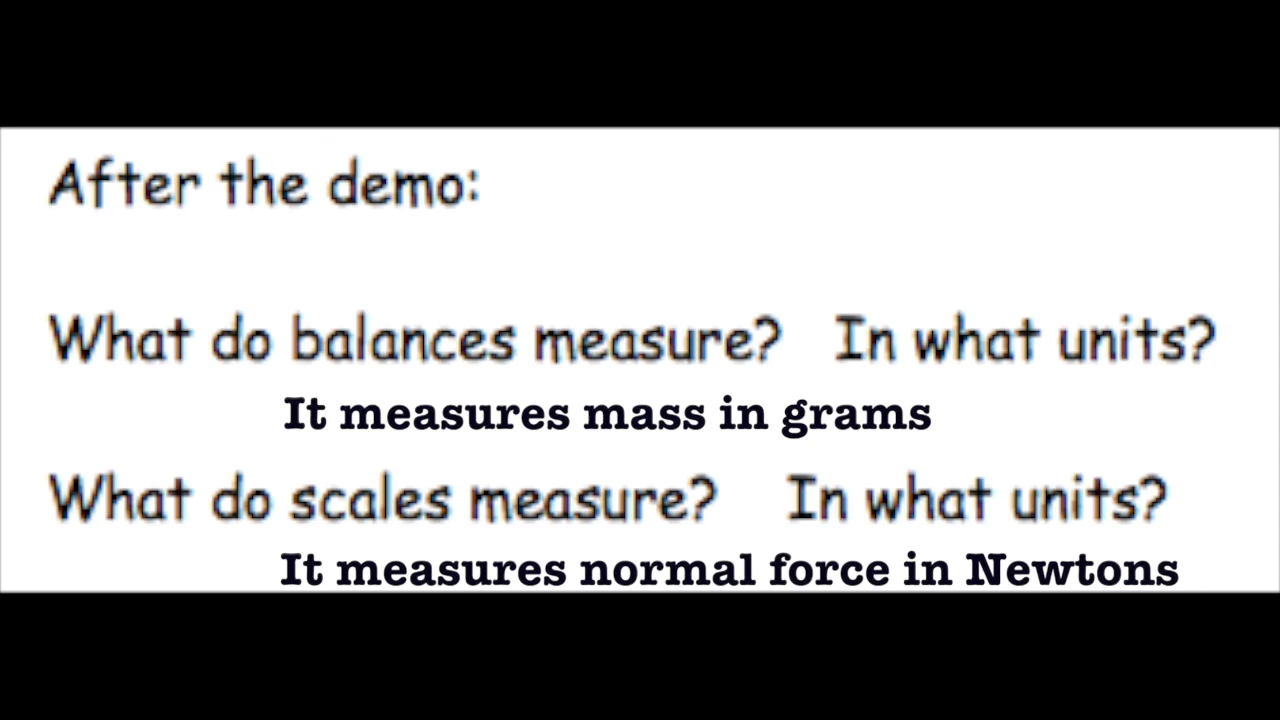 After the demo:
What do balances measure? In what units?
It measures mass in grams
What do scales measure? In what units?
It measures normal force in Newtons